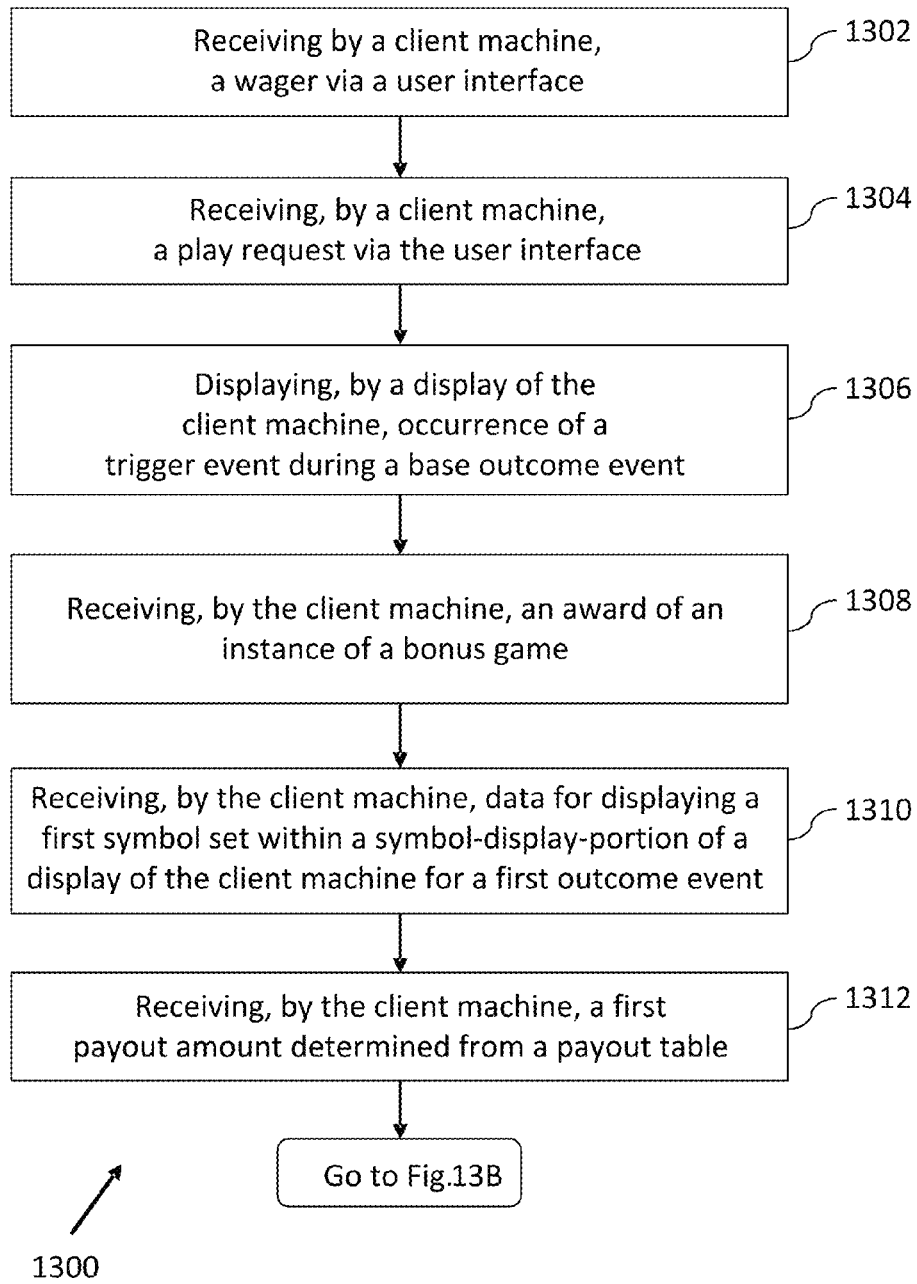 Receiving by a client machine,
a wager via a user interface
1302
Receiving, by a client machine,
a play request via the user interface
1304
Displaying, by a display of the
client machine, occurrence of a
trigger event during a base outcome event
1306
Receiving, by the client machine, an award of an
instance of a bonus game
1308
Receiving, by the client machine, data for displaying a
first symbol set within a symbol-display-portion of a
display of the client machine for a first outcome event
1310
Receiving, by the client machine, a first
payout amount determined from a payout table
1312
Go to Fig.13B
1300